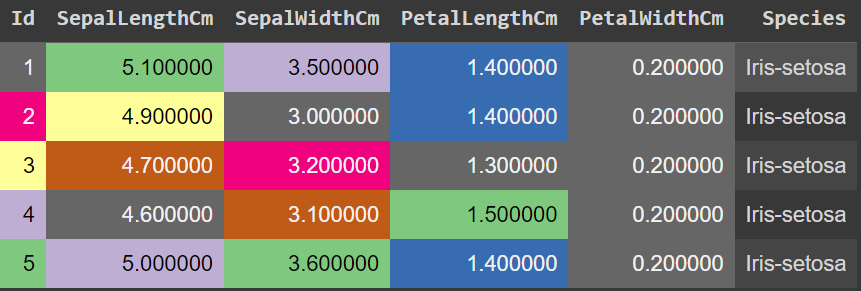 Id SepalLengthCm SepalWidthCm PetalLengthCm PetalWidthCm Species
1 5.100000 3.500000 1.400000 0.200000 Iris-setosa
2 4.900000 3.000000 1.400000 0.200000 Iris-setosa
3 4.700000 3.200000 1.300000 0.200000 Iris-setosa
4 4.600000 3.100000 1.500000 0.200000 Iris-setosa
5 5.000000 3.600000 1.400000 0.200000 Iris-setosa